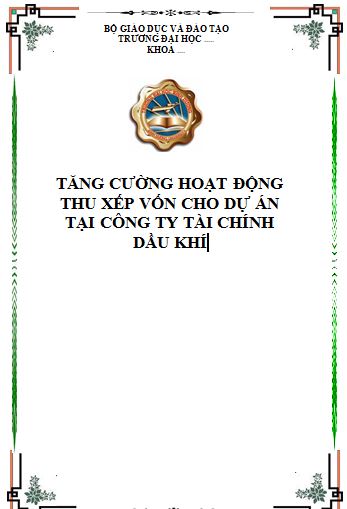 BỘ GIÁO DỤC VÀ ĐÀO TẠO
TRƯỜNG ĐẠI HỌC .....
KHOA ....
TĂNG CƯỜNG HOẠT ĐỘNG
THU XẾP VỐN CHO DỰ ÁN
TẠI CÔNG TY TÀI CHÍNH
DẦU KHÍ